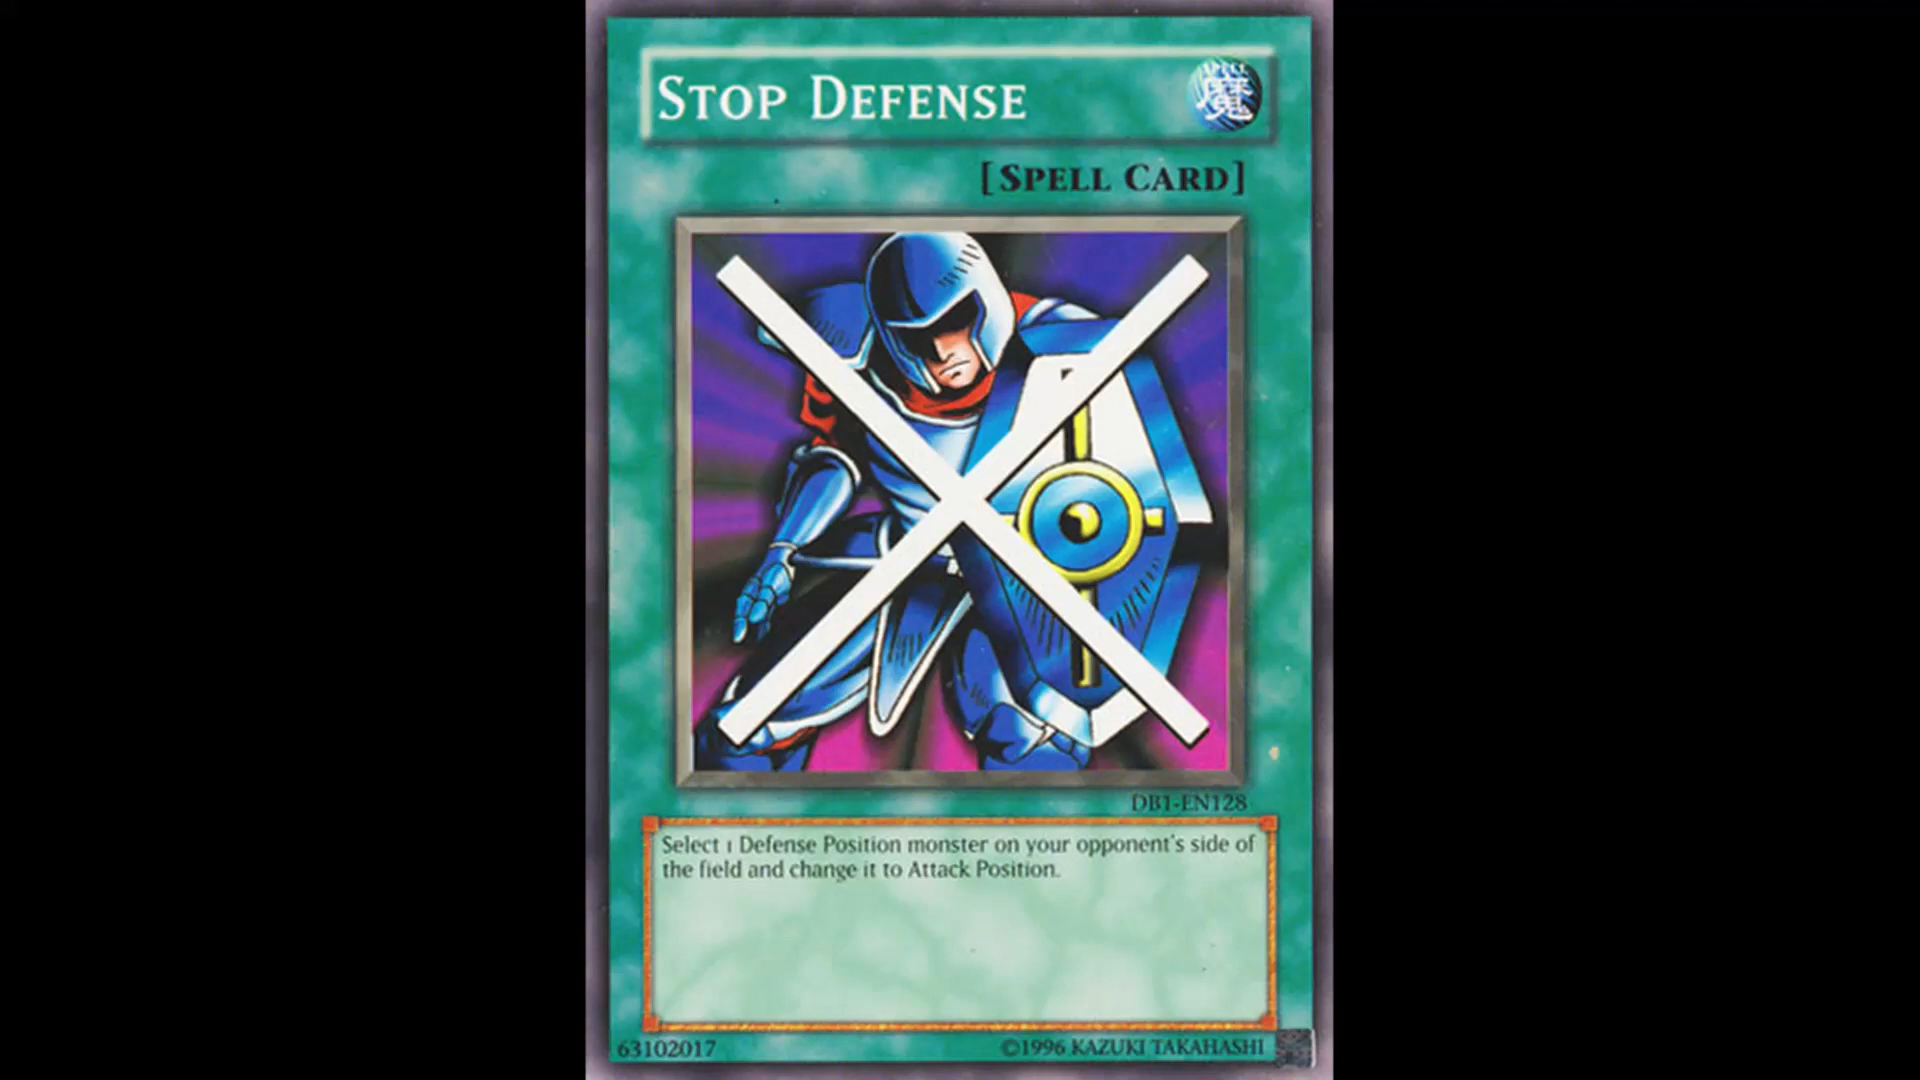 STOP DEFENSE
SPELL
魔
[SPELL CARD]
DB1-EN128
Select 1 Defense Position monster on your opponent's side of
the field and change it to Attack Position.
63102017
©1996 KAZUKI TAKAHASHI